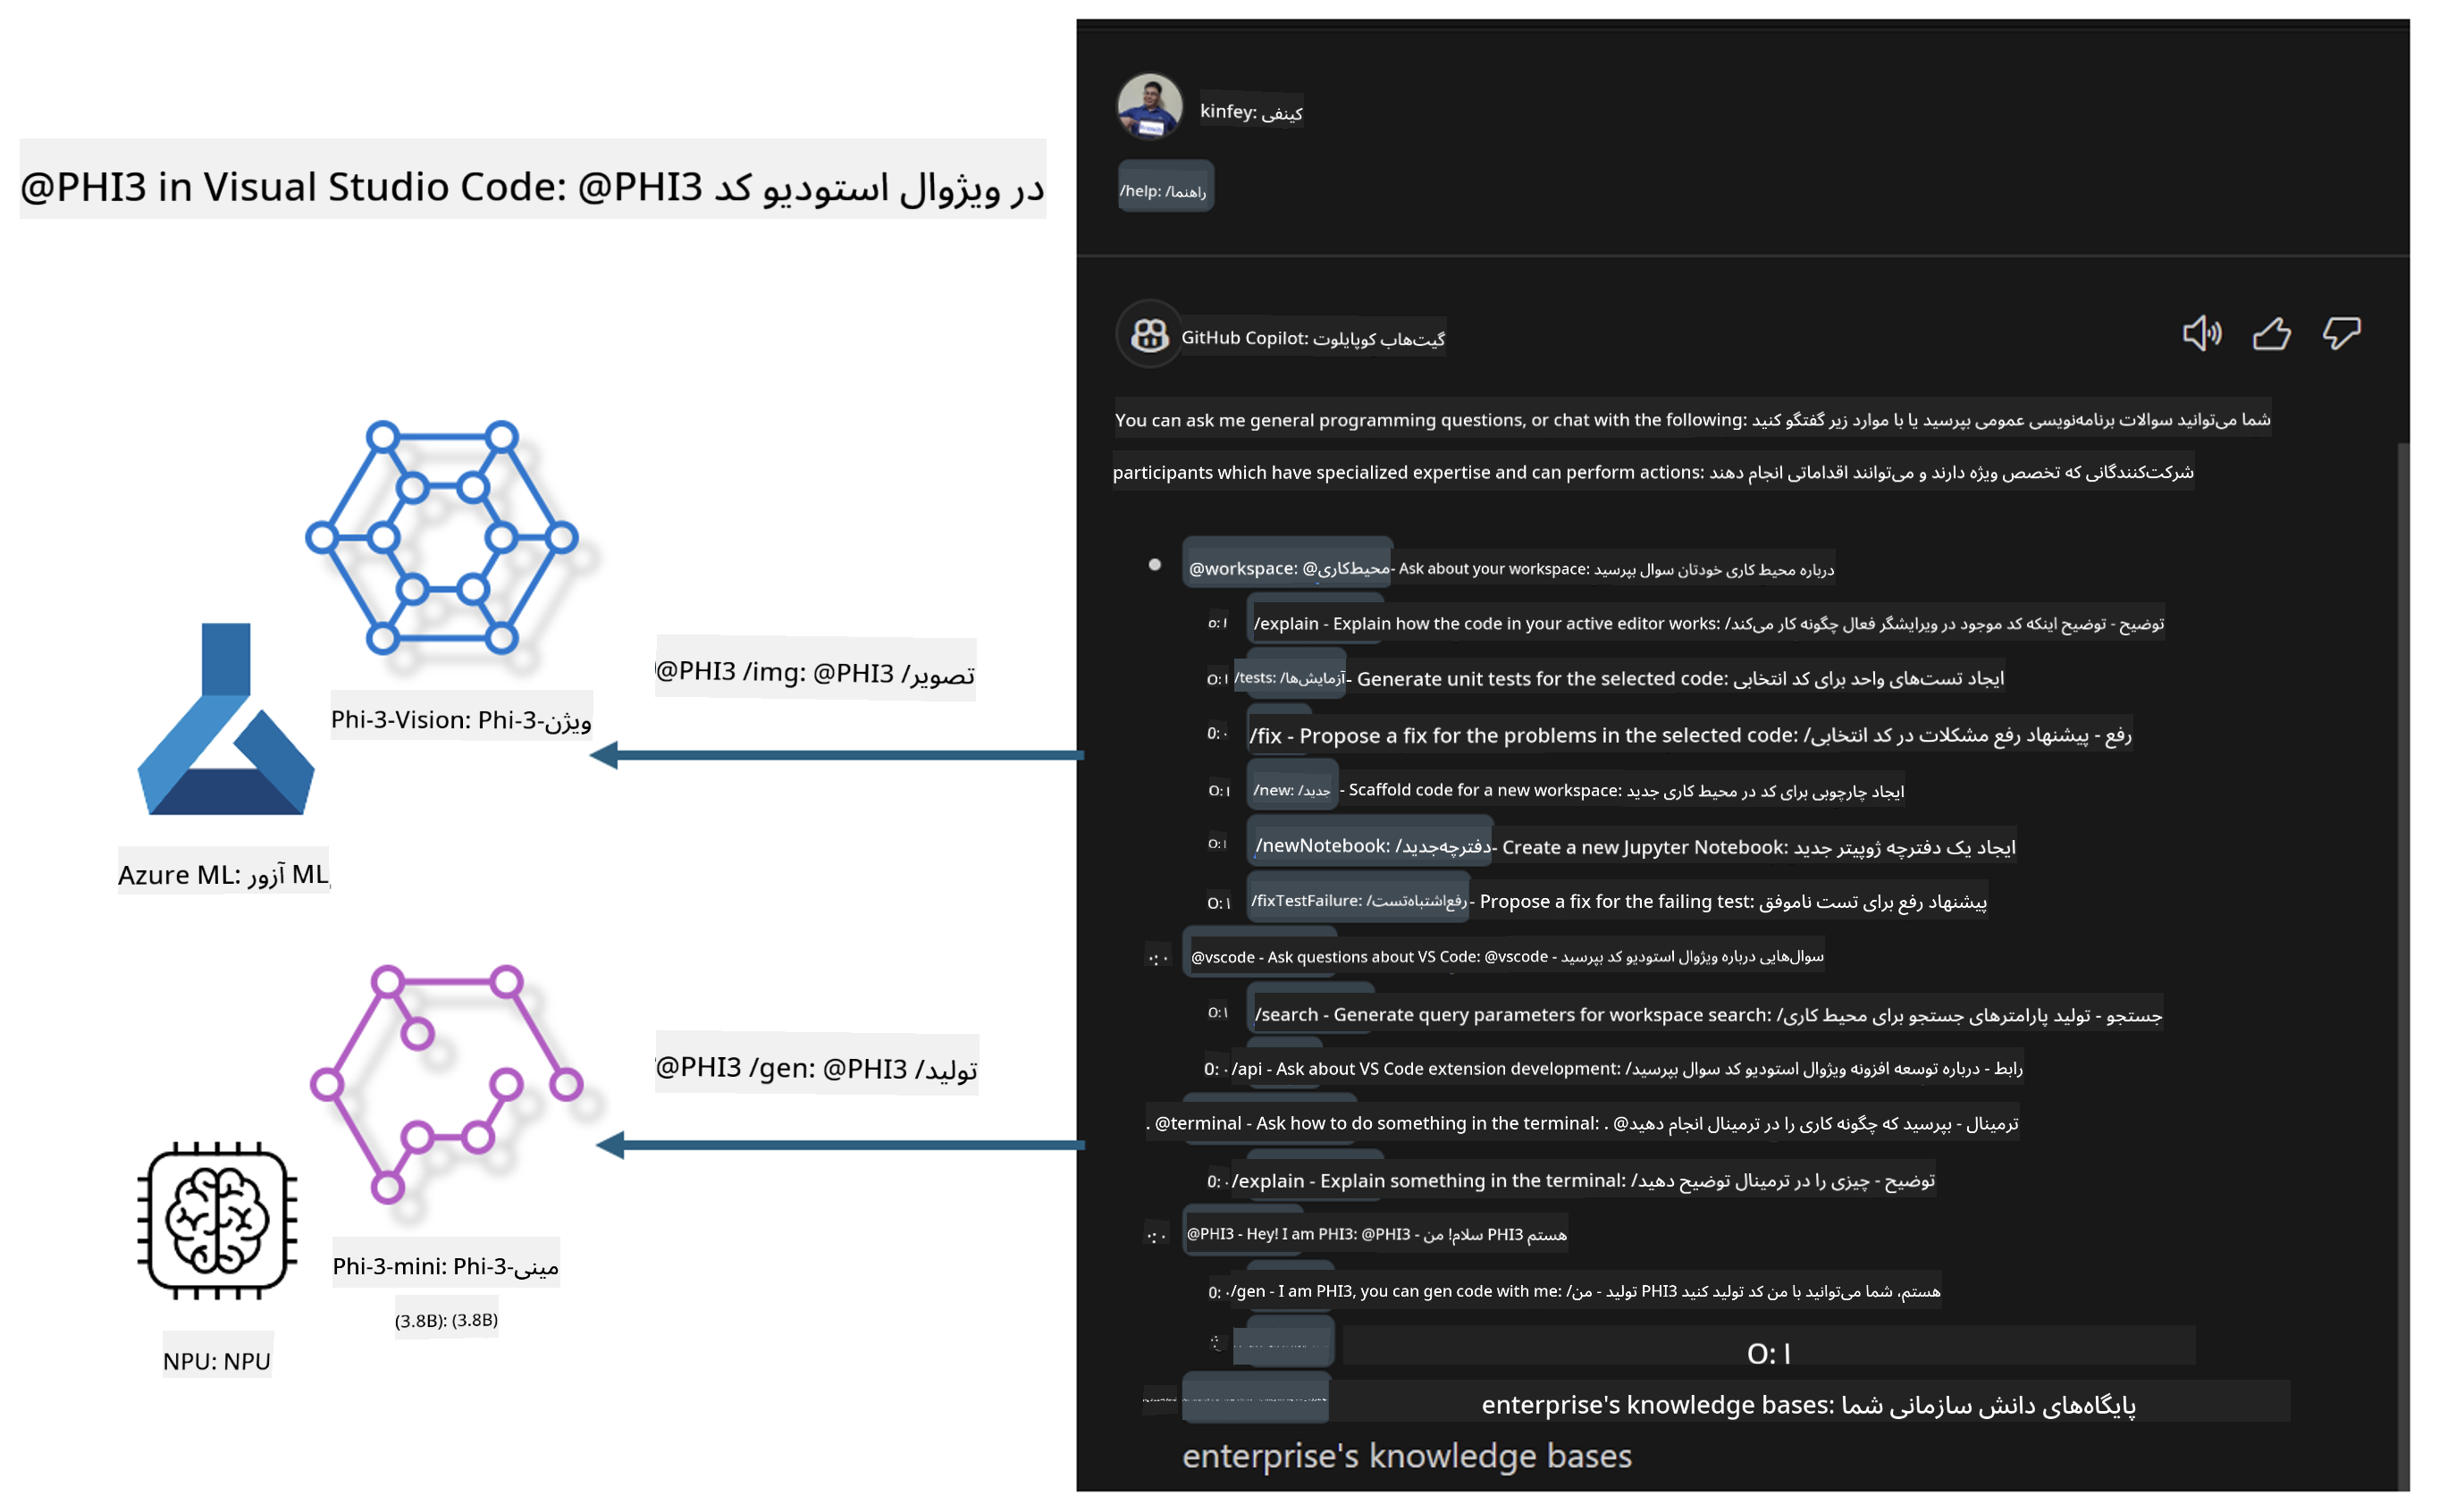 @PHI3 in Visual Studio Code: @PHI3 در ویژوال استودیو کد
kinfey: کینفی
/help: /راهنما
GitHub Copilot: گیت‌هاب کوپایلوت
You can ask me general programming questions, or chat with the following: شما می‌توانید سوالات برنامه‌نویسی عمومی بپرسید یا با موارد زیر گفتگو کنید
participants which have specialized expertise and can perform actions: شرکت‌کنندگانی که تخصص ویژه دارند و می‌توانند اقداماتی انجام دهند
@workspace: @محیط‌کاری - Ask about your workspace: درباره محیط کاری خودتان سوال بپرسید
o: ا /explain - Explain how the code in your active editor works: /توضیح - توضیح اینکه کد موجود در ویرایشگر فعال چگونه کار می‌کند
O: ا /tests: /آزمایش‌ها - Generate unit tests for the selected code: ایجاد تست‌های واحد برای کد انتخابی
0: ۰ /fix - Propose a fix for the problems in the selected code: /رفع - پیشنهاد رفع مشکلات در کد انتخابی
O: ا /new: /جدید - Scaffold code for a new workspace: ایجاد چارچوبی برای کد در محیط کاری جدید
O: ا /newNotebook: /دفترچه‌جدید - Create a new Jupyter Notebook: ایجاد یک دفترچه ژوپیتر جدید
O: ا /fixTestFailure: /رفع‌اشتباه‌تست - Propose a fix for the failing test: پیشنهاد رفع برای تست ناموفق
@vscode - Ask questions about VS Code: @vscode - سوال‌هایی درباره ویژوال استودیو کد بپرسید
O: ا /search - Generate query parameters for workspace search: /جستجو - تولید پارامترهای جستجو برای محیط کاری
0: ۰ /api - Ask about VS Code extension development: /رابط - درباره توسعه افزونه ویژوال استودیو کد سوال بپرسید
. @terminal - Ask how to do something in the terminal: . @ترمینال - بپرسید که چگونه کاری را در ترمینال انجام دهید
0: ۰ /explain - Explain something in the terminal: /توضیح - چیزی را در ترمینال توضیح دهید
@PHI3 - Hey! I am PHI3: @PHI3 - سلام! من PHI3 هستم
0: ۰ /gen - I am PHI3, you can gen code with me: /تولید - من PHI3 هستم، شما می‌توانید با من کد تولید کنید
O: ا
enterprise's knowledge bases: پایگاه‌های دانش سازمانی شما
enterprise's knowledge bases
@PHI3 /img: @PHI3 /تصویر
Phi-3-Vision: Phi-3-ویژن
Azure ML: آزور ML
@PHI3 /gen: @PHI3 /تولید
Phi-3-mini: Phi-3-مینی
(3.8B): (3.8B)
NPU: NPU